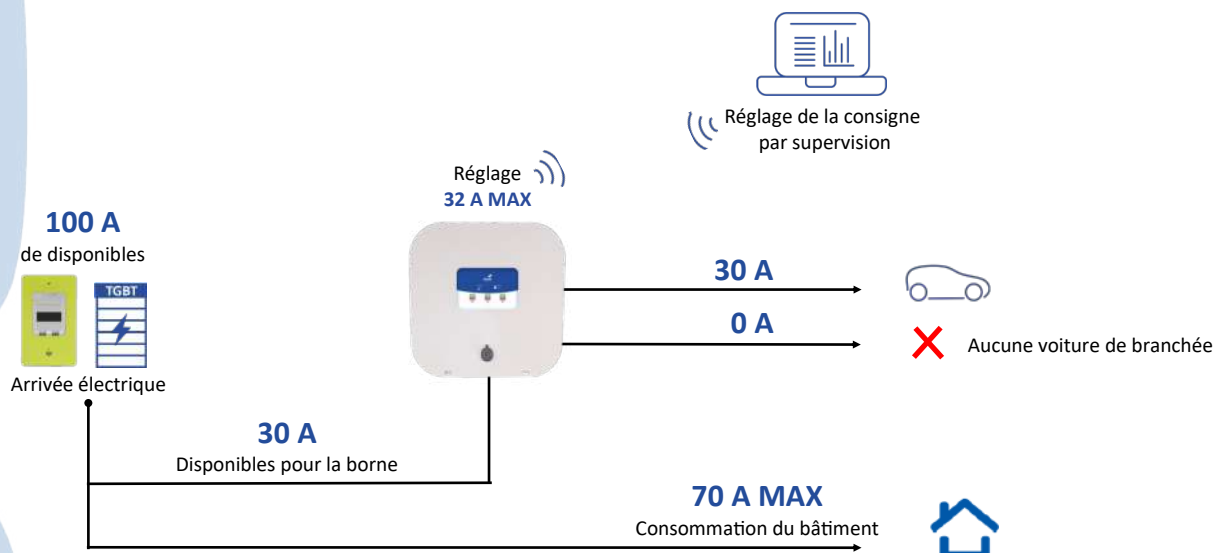 Réglage de la consigne
par supervision
Réglage
32 A MAX
100 A
de disponibles
TGBT
Arrivée électrique
30 A
0 A
Aucune voiture de branchée
30 A
Disponibles pour la borne
70 A MAX
Consommation du bâtiment